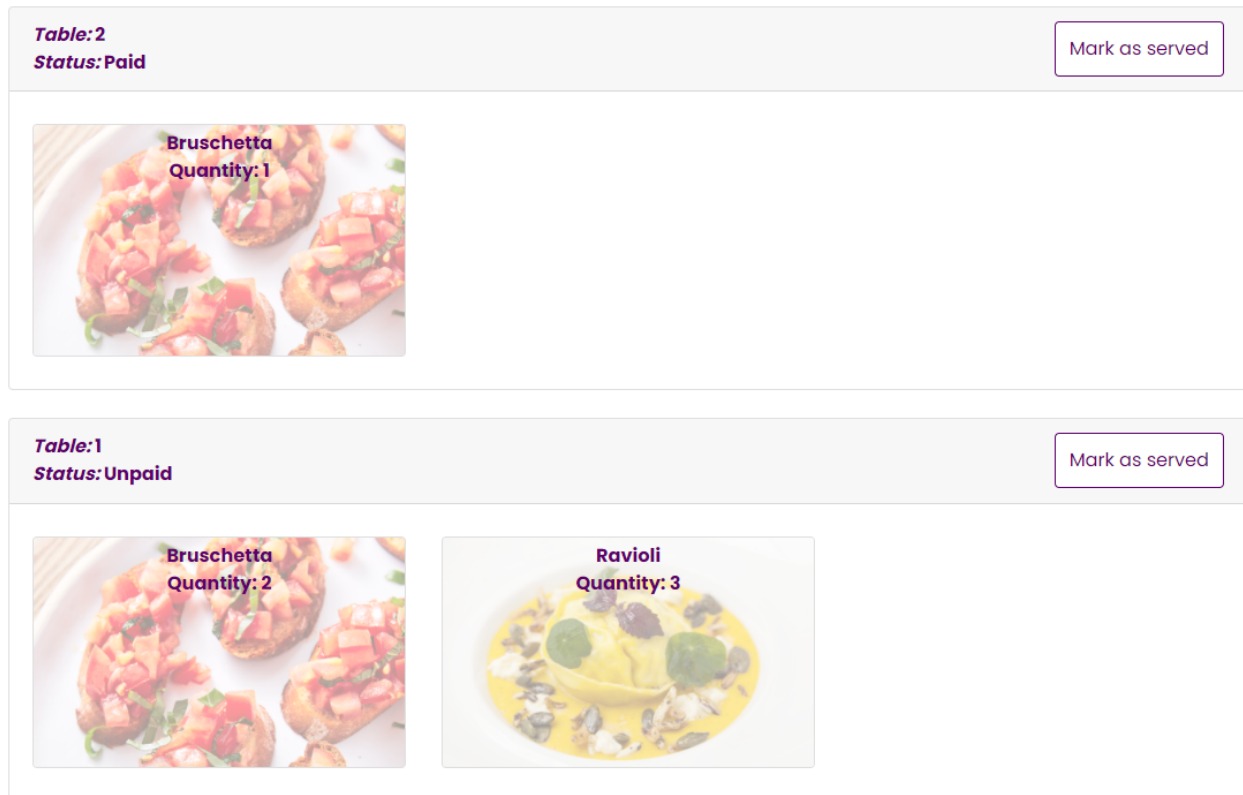 Table: 2
Status: Paid
Mark as served
Bruschetta
Quantity: 1
Table: 1
Status: Unpaid
Mark as served
Bruschetta
Quantity: 2
Ravioli
Quantity: 3